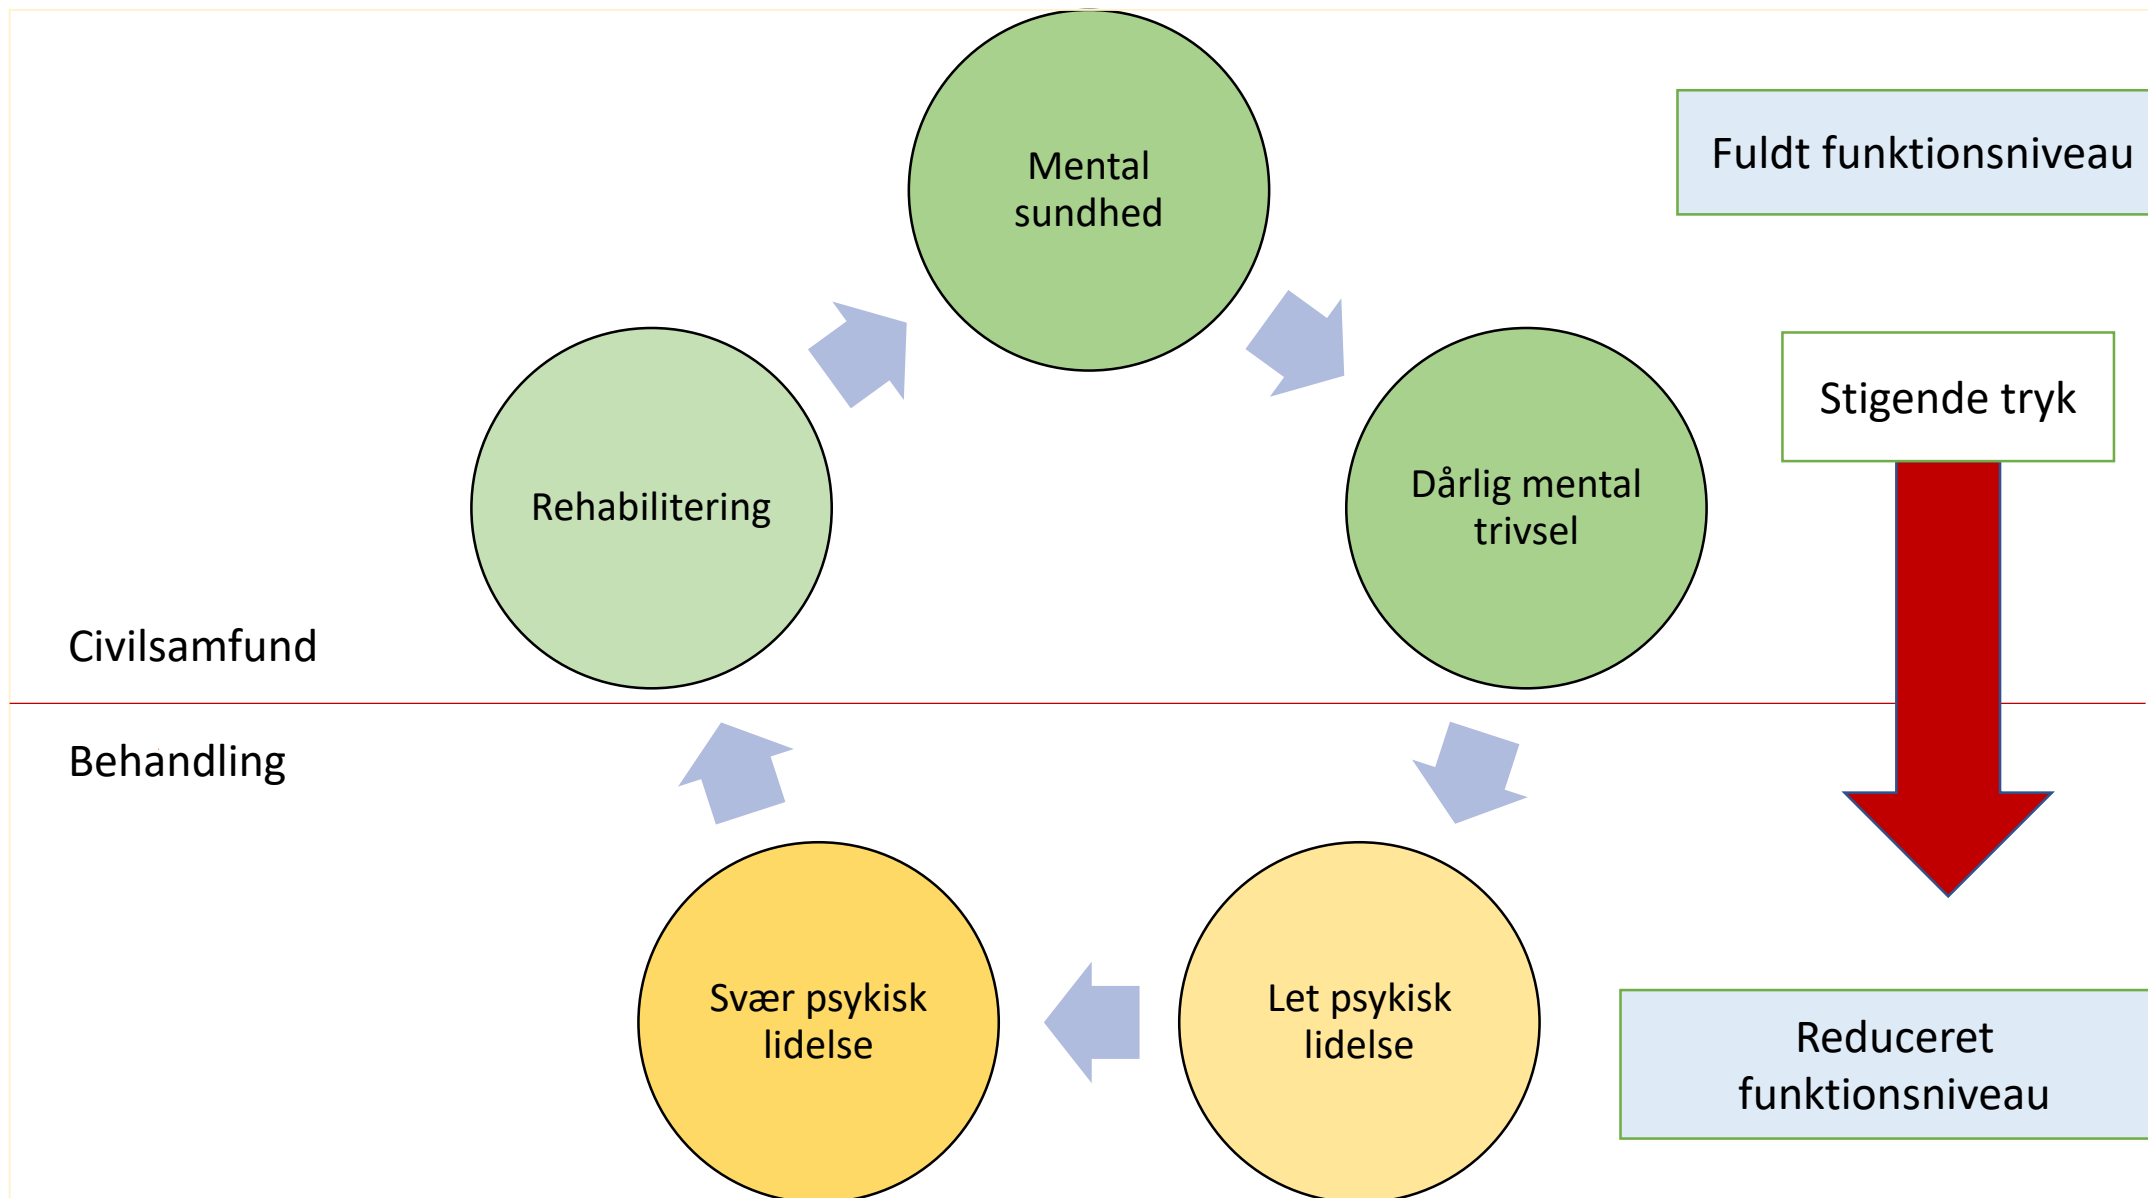 Mental
sundhed
Fuldt funktionsniveau
Stigende tryk
Dårlig mental
trivsel
Rehabilitering
Civilsamfund
Behandling
Svær psykisk
lidelse
Let psykisk
lidelse
Reduceret
funktionsniveau